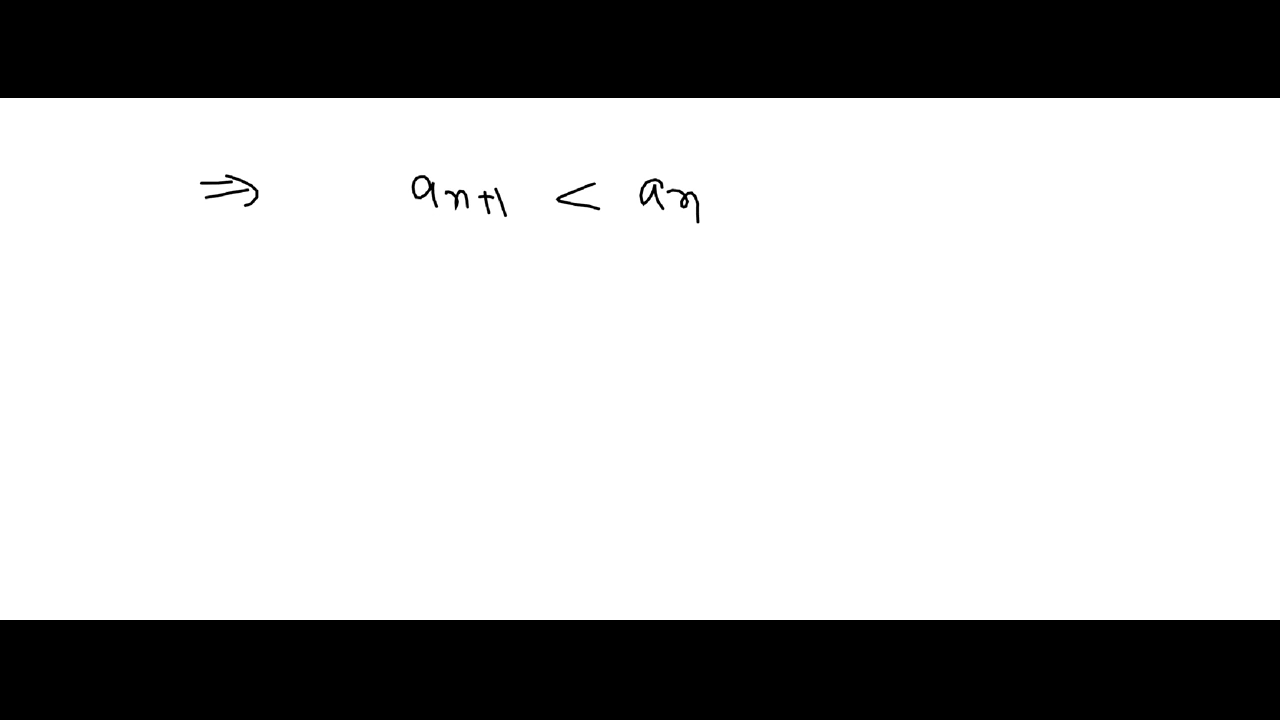 ⇒ aₙ₊₁ < aₙ